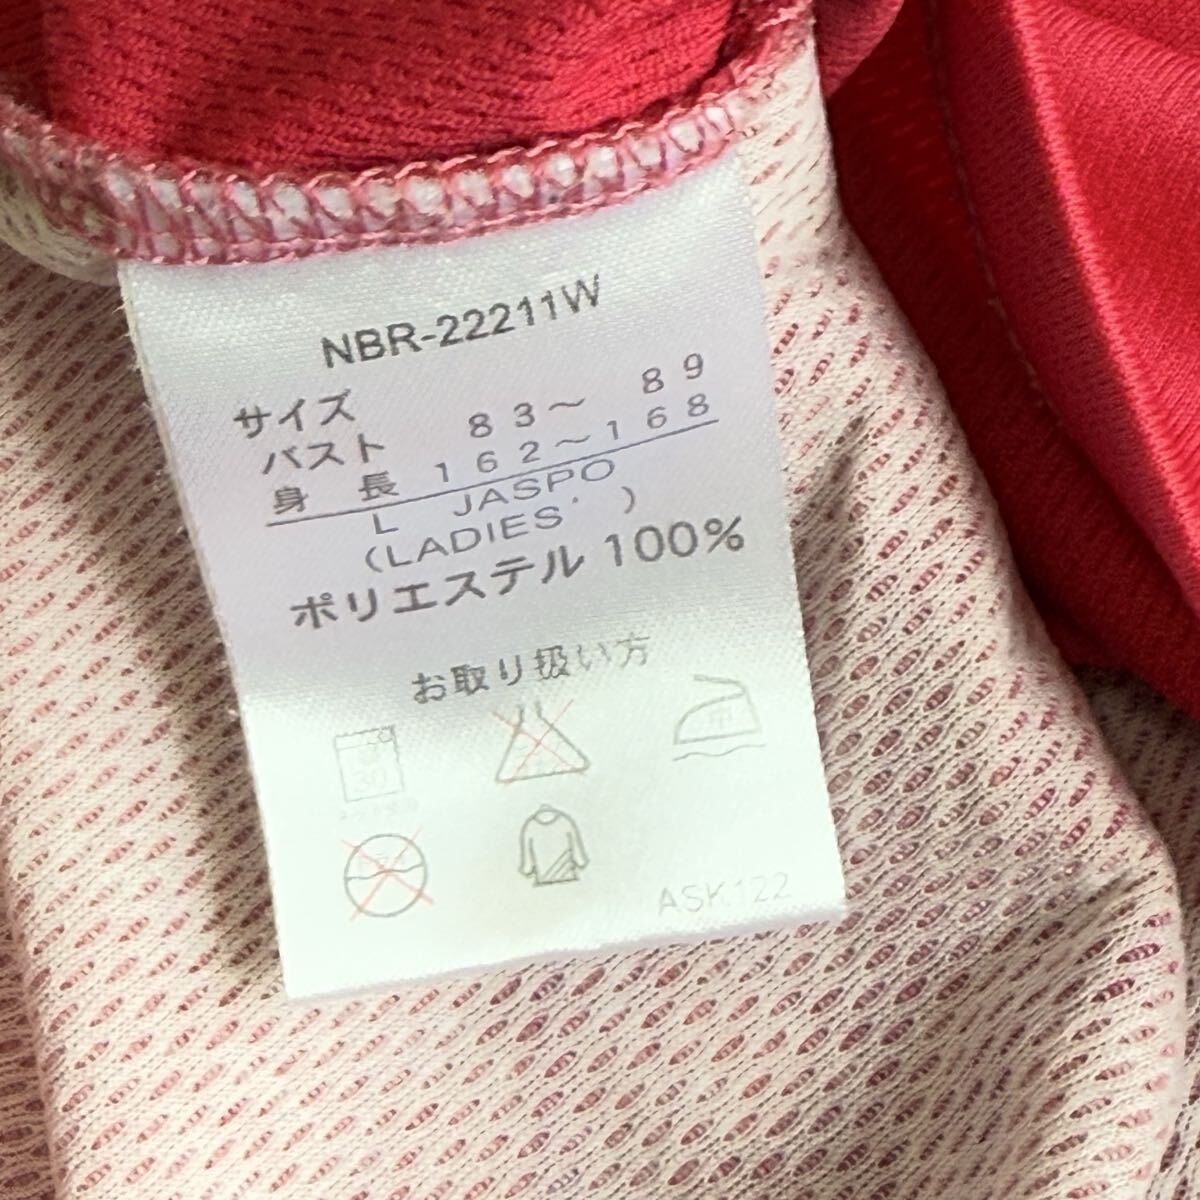 NBR-22211W
サイズ
バスト 83～89
身長 162～168
L JASPO
(LADIES')
ポリエステル 100%
お取り扱い方
30
中
ASK122